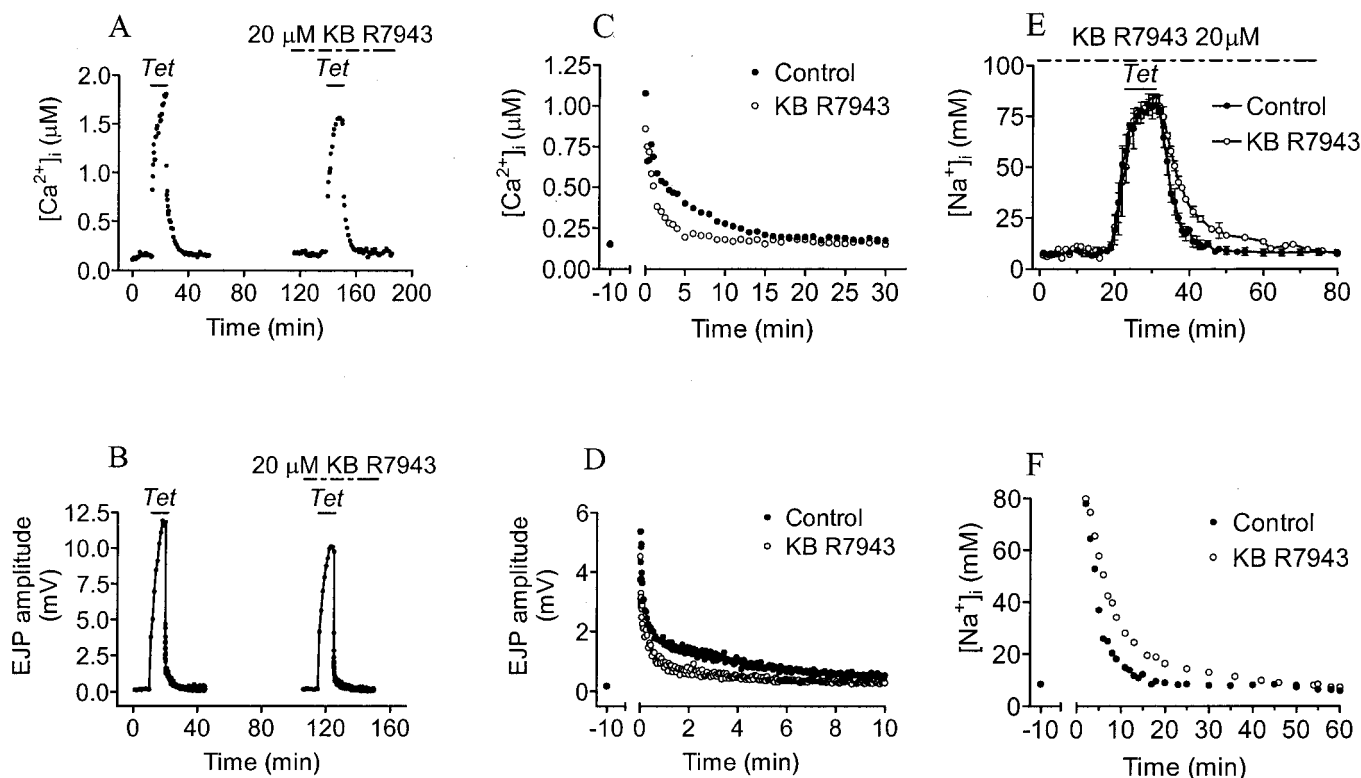 A
20 µM KB R7943
Tet
Tet
2.0
1.5
1.0
0.5
0.0
[Ca2+]i (µM)
0 40 80 120 160 200
Time (min)
C
1.25
1.00
0.75
0.50
0.25
0.00
[Ca2+]i (µM)
Control
KB R7943
-10 0 5 10 15 20 25 30
Time (min)
E
KB R7943 20µM
Tet
100
75
50
25
0
[Na+]i (mM)
Control
KB R7943
0 20 40 60 80
Time (min)
B
20 µM KB R7943
Tet
Tet
12.5
10.0
7.5
5.0
2.5
0.0
EJP amplitude
(mV)
0 40 80 120 160
Time (min)
D
6
4
2
0
EJP amplitude
(mV)
Control
KB R7943
-10 0 2 4 6 8 10
Time (min)
F
80
60
40
20
0
[Na+]i (mM)
Control
KB R7943
-10 0 10 20 30 40 50 60
Time (min)